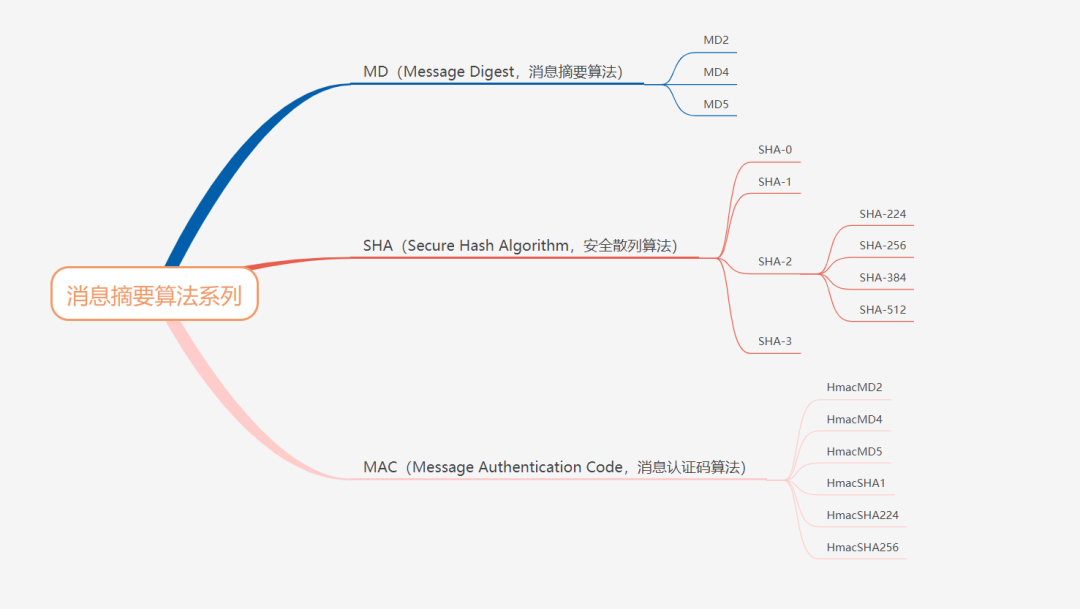 消息摘要算法系列
MD（Message Digest，消息摘要算法）
MD2
MD4
MD5
SHA（Secure Hash Algorithm，安全散列算法）
SHA-0
SHA-1
SHA-2
SHA-224
SHA-256
SHA-384
SHA-512
SHA-3
MAC（Message Authentication Code，消息认证码算法）
HmacMD2
HmacMD4
HmacMD5
HmacSHA1
HmacSHA224
HmacSHA256